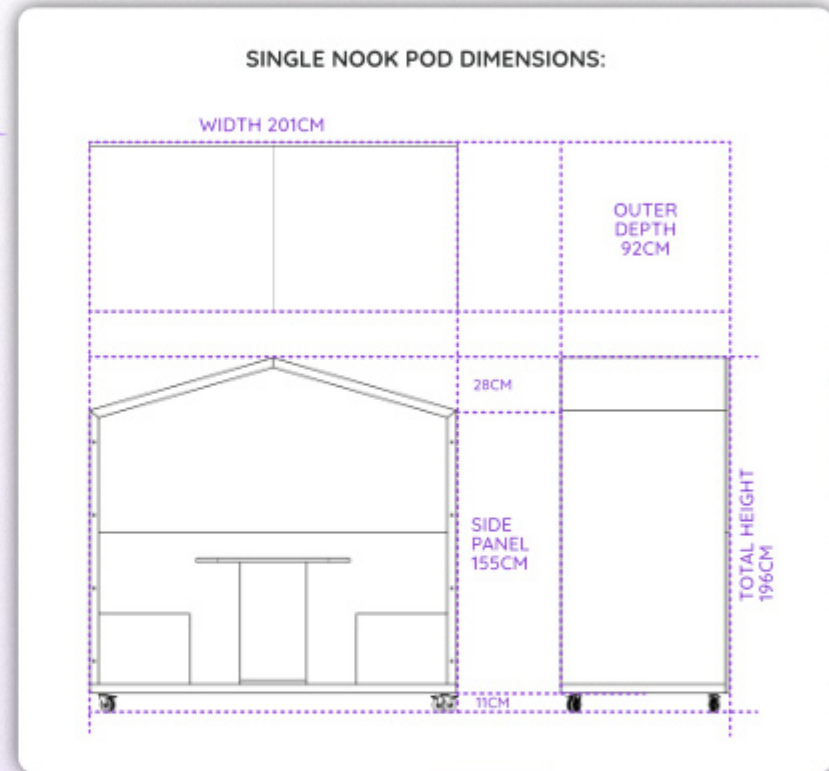 SINGLE NOOK POD DIMENSIONS:
WIDTH 201CM
OUTER
DEPTH
92CM
28CM
SIDE
PANEL
155CM
TOTAL HEIGHT
196CM
11CM